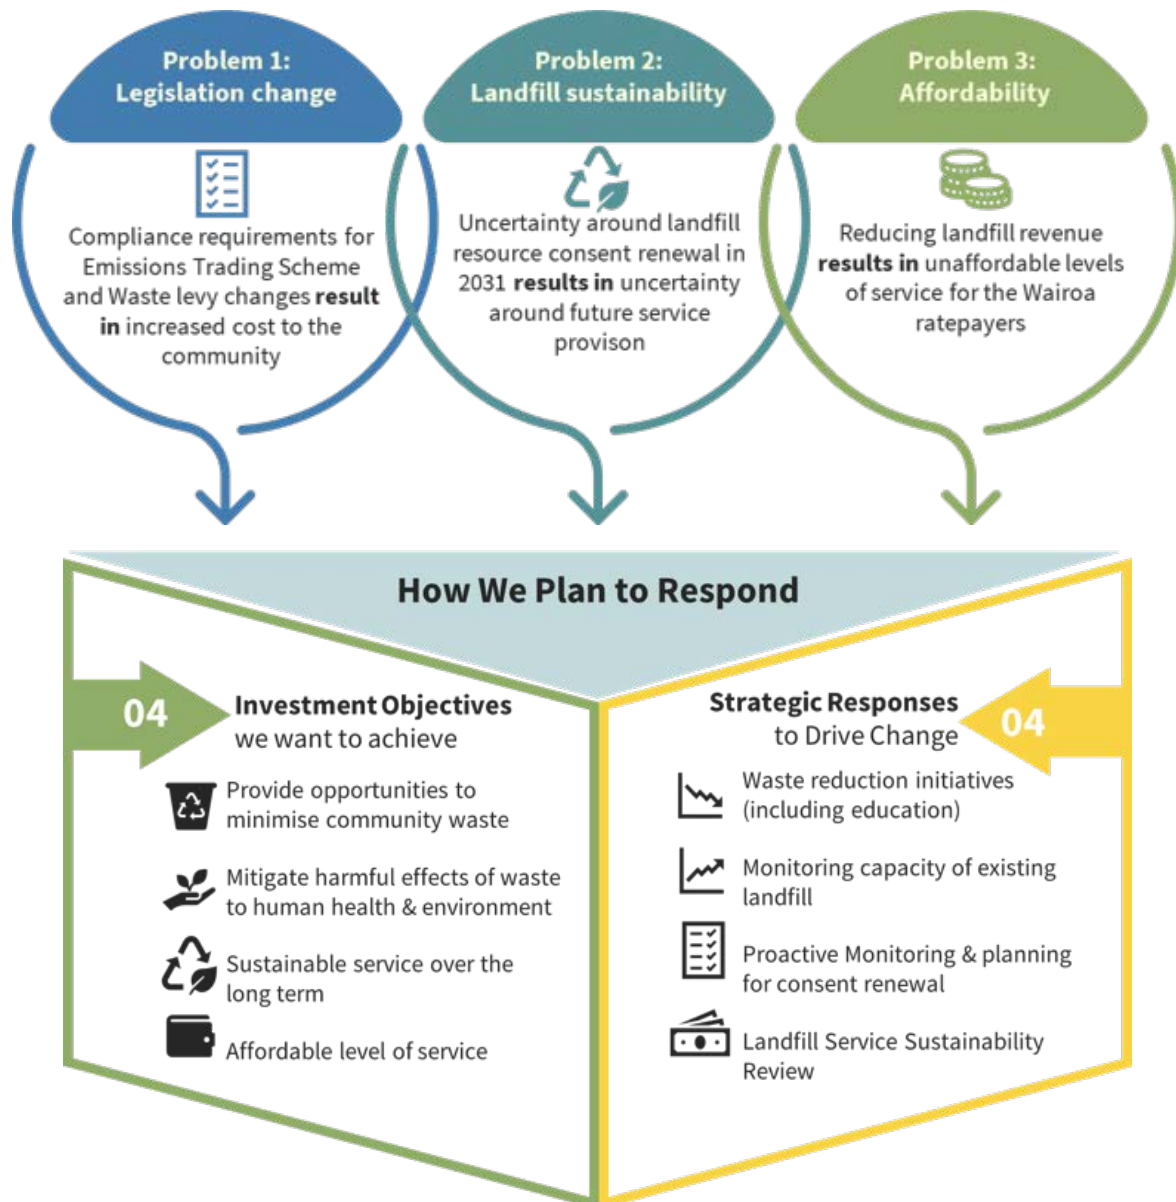 Problem 1:
Legislation change
Compliance requirements for
Emissions Trading Scheme
and Waste levy changes result
in increased cost to the
community
Problem 2:
Landfill sustainability
Uncertainty around landfill
resource consent renewal in
2031 results in uncertainty
around future service
provison
Problem 3:
Affordability
Reducing landfill revenue
results in unaffordable levels
of service for the Wairoa
ratepayers
How We Plan to Respond
04
Investment Objectives
we want to achieve
Provide opportunities to
minimise community waste
Mitigate harmful effects of waste
to human health & environment
Sustainable service over the
long term
Affordable level of service
Strategic Responses
to Drive Change
04
Waste reduction initiatives
(including education)
Monitoring capacity of existing
landfill
Proactive Monitoring & planning
for consent renewal
Landfill Service Sustainability
Review